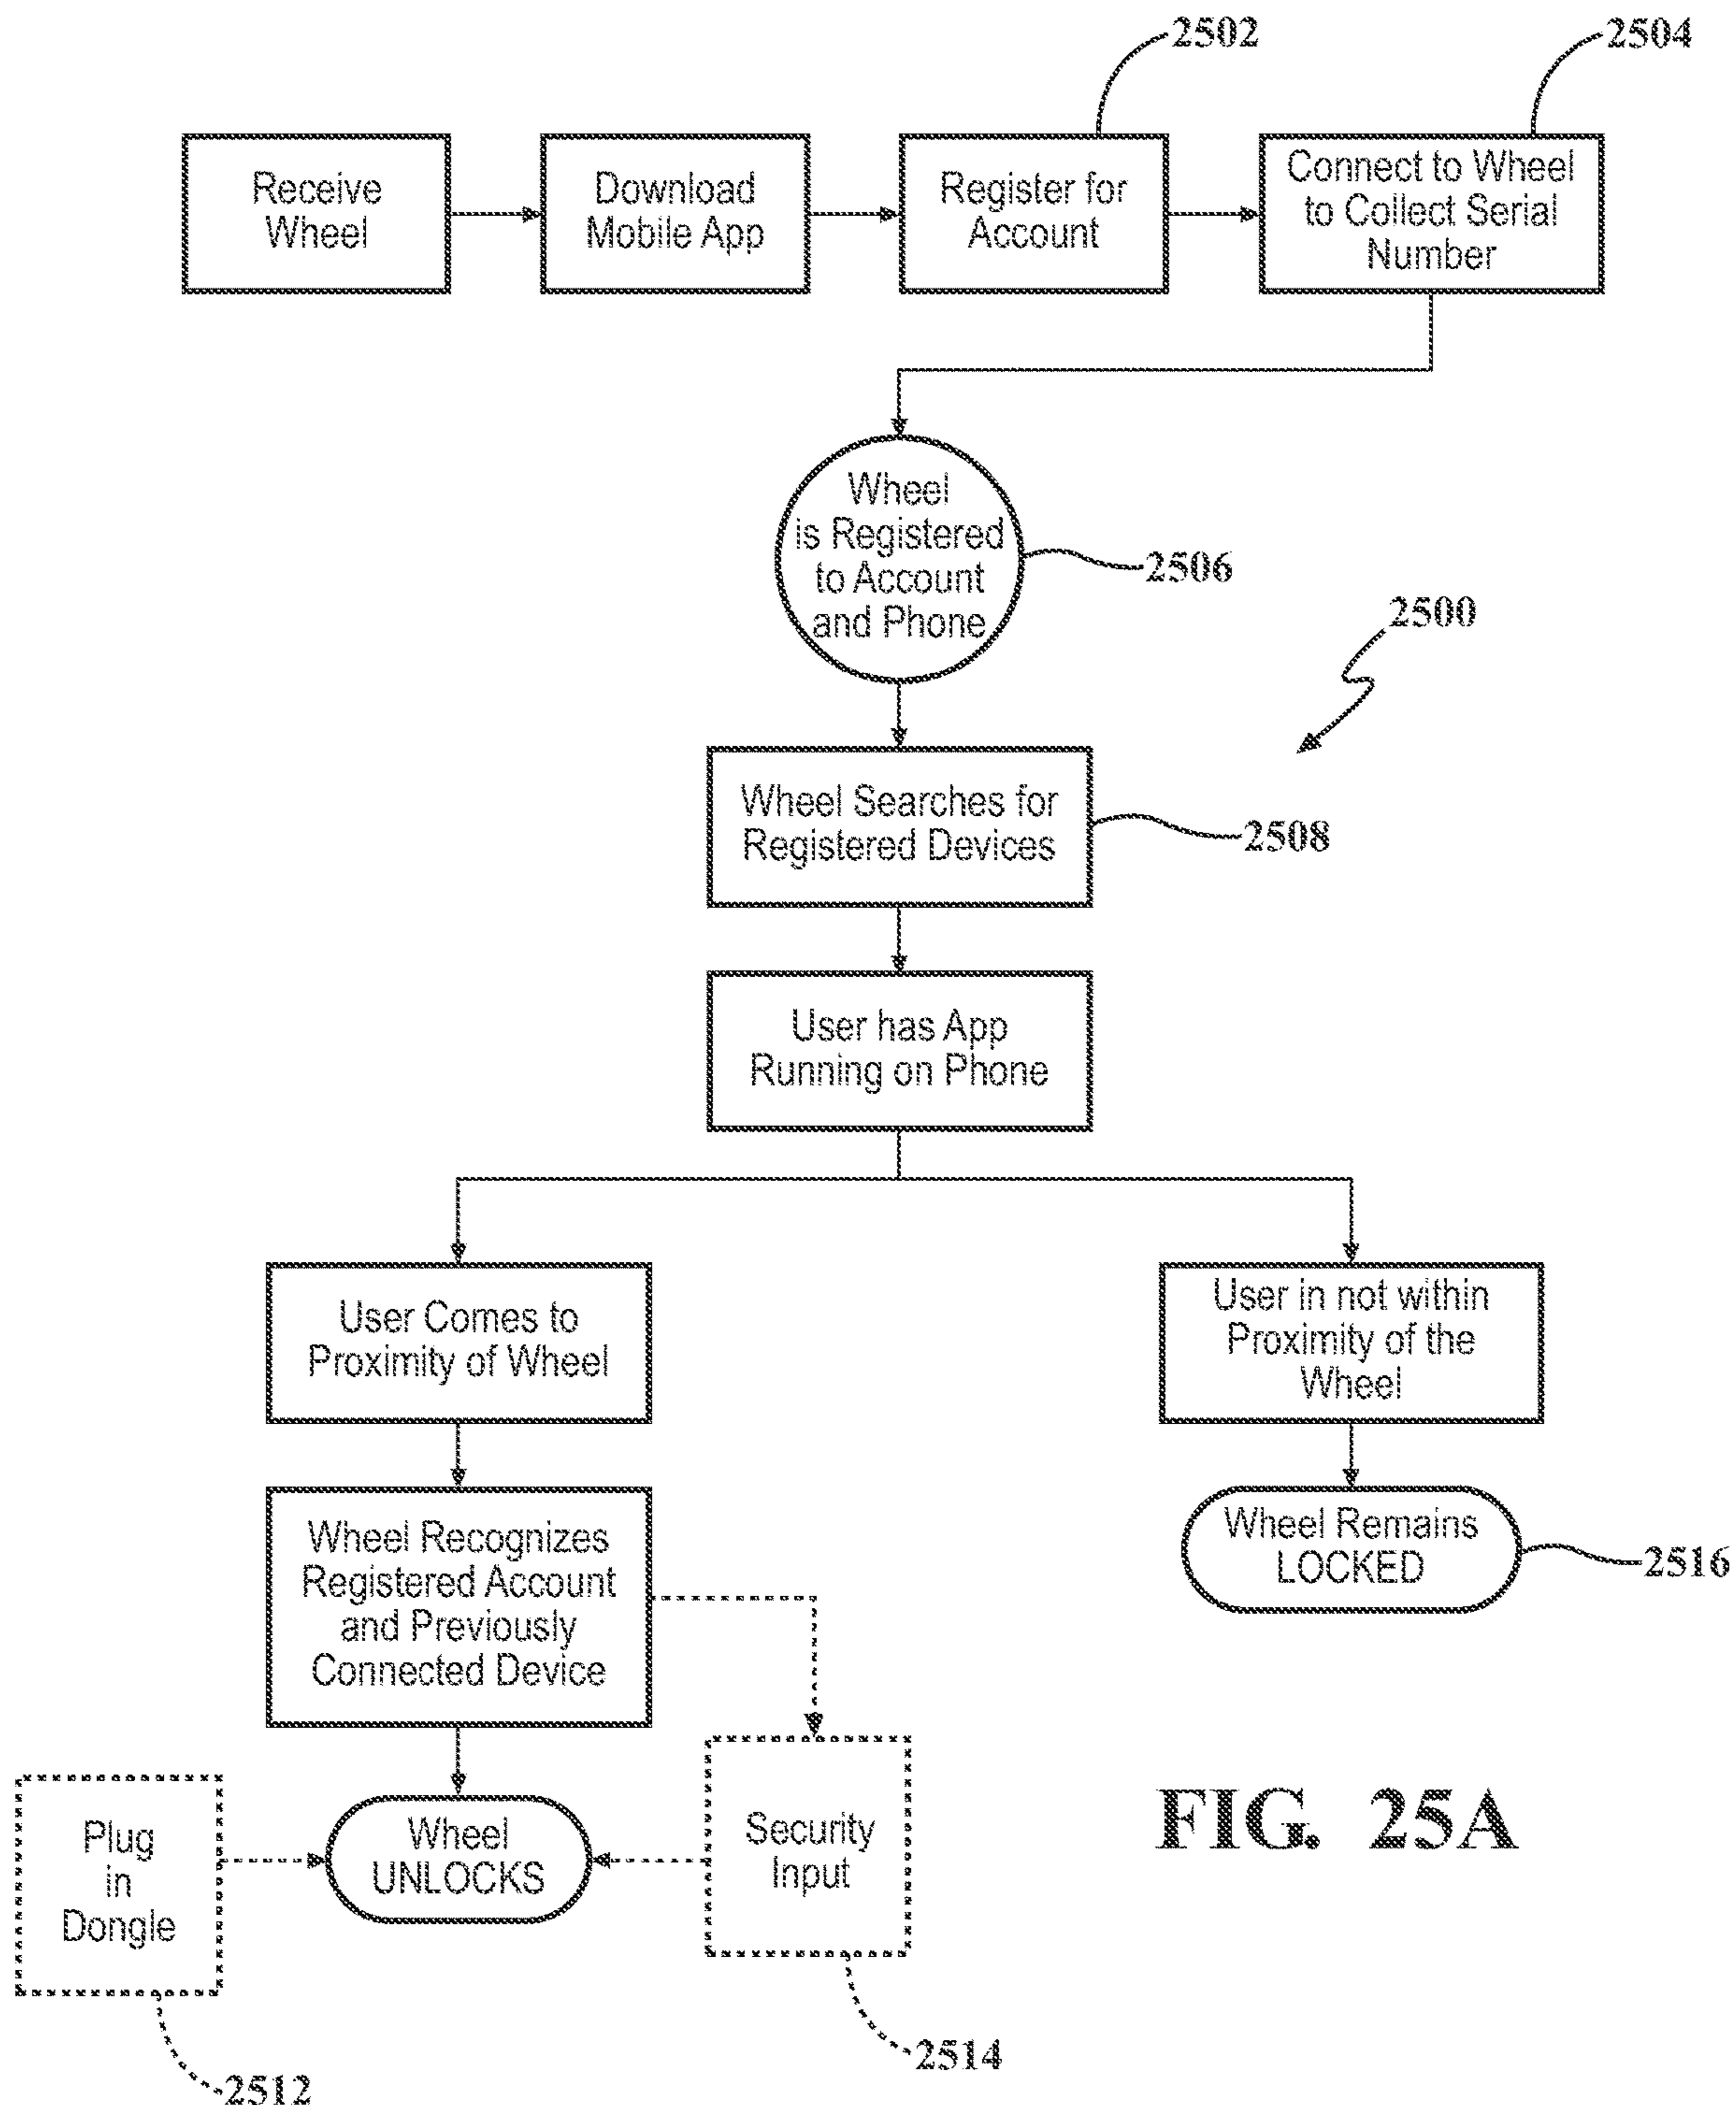 2502
2504
Receive
Wheel
Download
Mobile App
Register for
Account
Connect to Wheel
to Collect Serial
Number
Wheel
is Registered
to Account
and Phone
2506
2500
Wheel Searches for
Registered Devices
2508
User has App
Running on Phone
User Comes to
Proximity of Wheel
User in not within
Proximity of the
Wheel
Wheel Recognizes
Registered Account
and Previously
Connected Device
Wheel Remains
LOCKED
2516
Plug
in
Dongle
Wheel
UNLOCKS
Security
Input
FIG. 25A
2514
2512